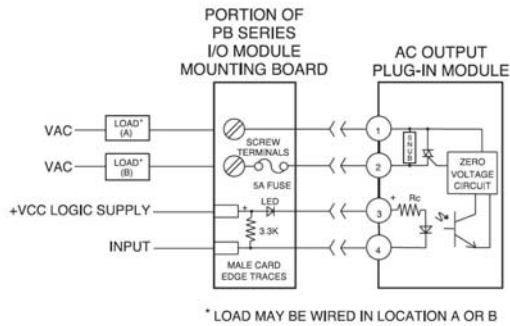 PORTION OF
PB SERIES
I/O MODULE
MOUNTING BOARD
AC OUTPUT
PLUG-IN MODULE
VAC
LOAD*
(A)
SCREW
TERMINALS
1
SNUB
VAC
LOAD*
(B)
5A FUSE
2
ZERO
VOLTAGE
CIRCUIT
+VCC LOGIC SUPPLY
+
LED
3
+
Rc
3.3K
INPUT
4
MALE CARD
EDGE TRACES
* LOAD MAY BE WIRED IN LOCATION A OR B